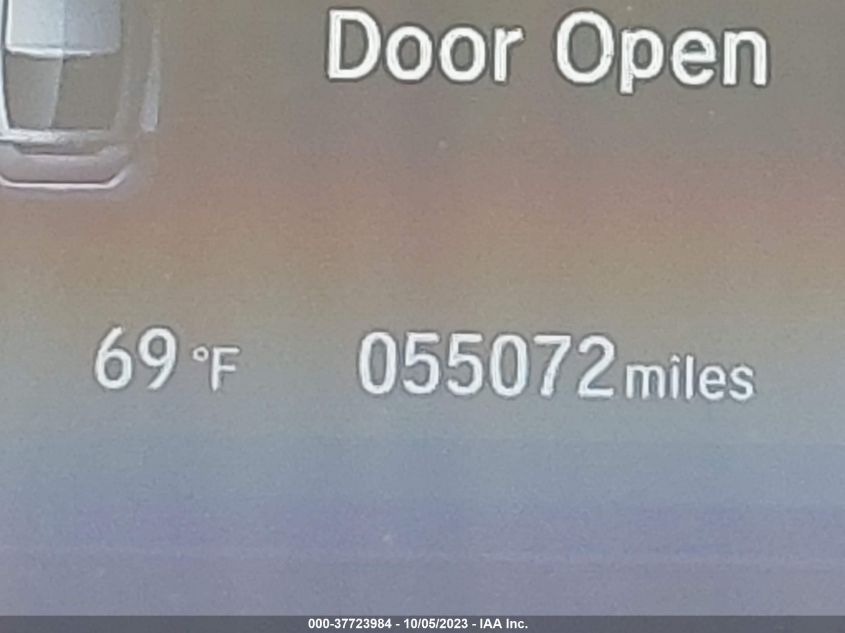 Door Open
69 °F 055072 miles
000-37723984 - 10/05/2023 - IAA Inc.